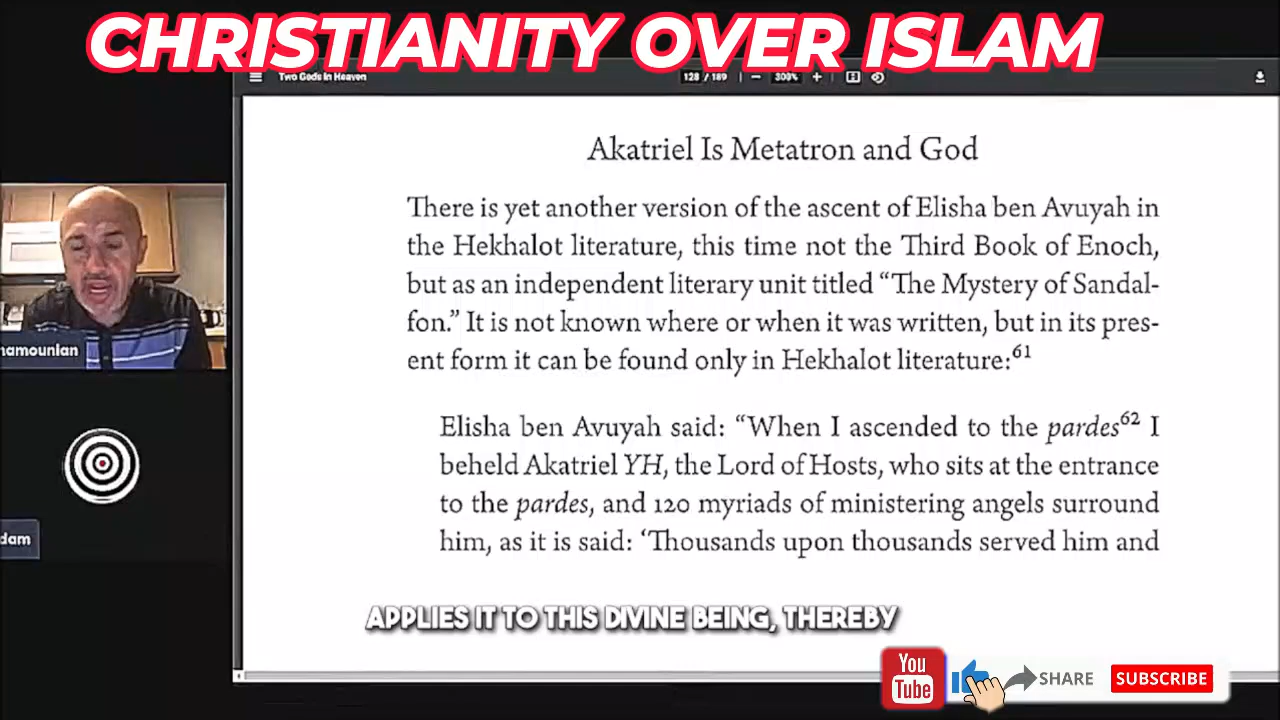 CHRISTIANITY OVER ISLAM
Two Gods in Heaven
128 / 189
300%
Akatriel Is Metatron and God
There is yet another version of the ascent of Elisha ben Avuyah in
the Hekhalot literature, this time not the Third Book of Enoch,
but as an independent literary unit titled “The Mystery of Sandal-
fon.” It is not known where or when it was written, but in its pres-
ent form it can be found only in Hekhalot literature:61
Elisha ben Avuyah said: “When I ascended to the pardes62 I
beheld Akatriel YH, the Lord of Hosts, who sits at the entrance
to the pardes, and 120 myriads of ministering angels surround
him, as it is said: ‘Thousands upon thousands served him and
hamounian
dam
APPLIES IT TO THIS DIVINE BEING, THEREBY
You
Tube
SHARE
SUBSCRIBE